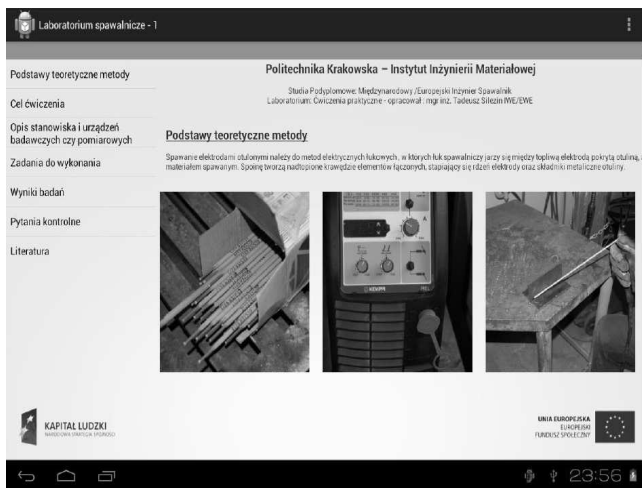 Laboratorium spawalnicze - 1
Podstawy teoretyczne metody
Cel ćwiczenia
Opis stanowiska i urządzeń
badawczych czy pomiarowych
Zadania do wykonania
Wyniki badań
Pytania kontrolne
Literatura
Politechnika Krakowska – Instytut Inżynierii Materiałowej
Studia Podyplomowe: Międzynarodowy /Europejski Inżynier Spawalnik
Laboratorium: Ćwiczenia praktyczne - opracował : mgr inż. Tadeusz Silezin IWE/EWE
Podstawy teoretyczne metody
Spawanie elektrodami otulonymi należy do metod elektrycznych łukowych , w których łuk spawalniczy jarzy się między topliwą elektrodą pokrytą otuliną, a
materiałem spawanym. Spoinę tworzą nadtopione krawędzie elementów łączonych, stapiający się rdzeń elektrody oraz składniki metaliczne otuliny.
KEMPPI
KAPITAŁ LUDZKI
NARODOWA STRATEGIA SPÓJNOŚCI
UNIA EUROPEJSKA
EUROPEJSKI
FUNDUSZ SPOŁECZNY
23:56